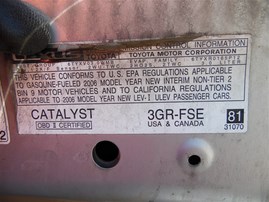 CONTROL INFORMATION
TOYOTA MOTOR CORPORATION
THIS VEHICLE CONFORMS TO U.S. EPA REGULATIONS APPLICABLE
TO GASOLINE-FUELED 2006 MODEL YEAR NEW INTERIM NON-TIER 2
BIN 9 MOTOR VEHICLES AND TO CALIFORNIA REGULATIONS
APPLICABLE TO 2006 MODEL YEAR NEW LEV-I ULEV PASSENGER CARS.
CATALYST 3GR-FSE 81
OBD II CERTIFIED USA & CANADA 31070